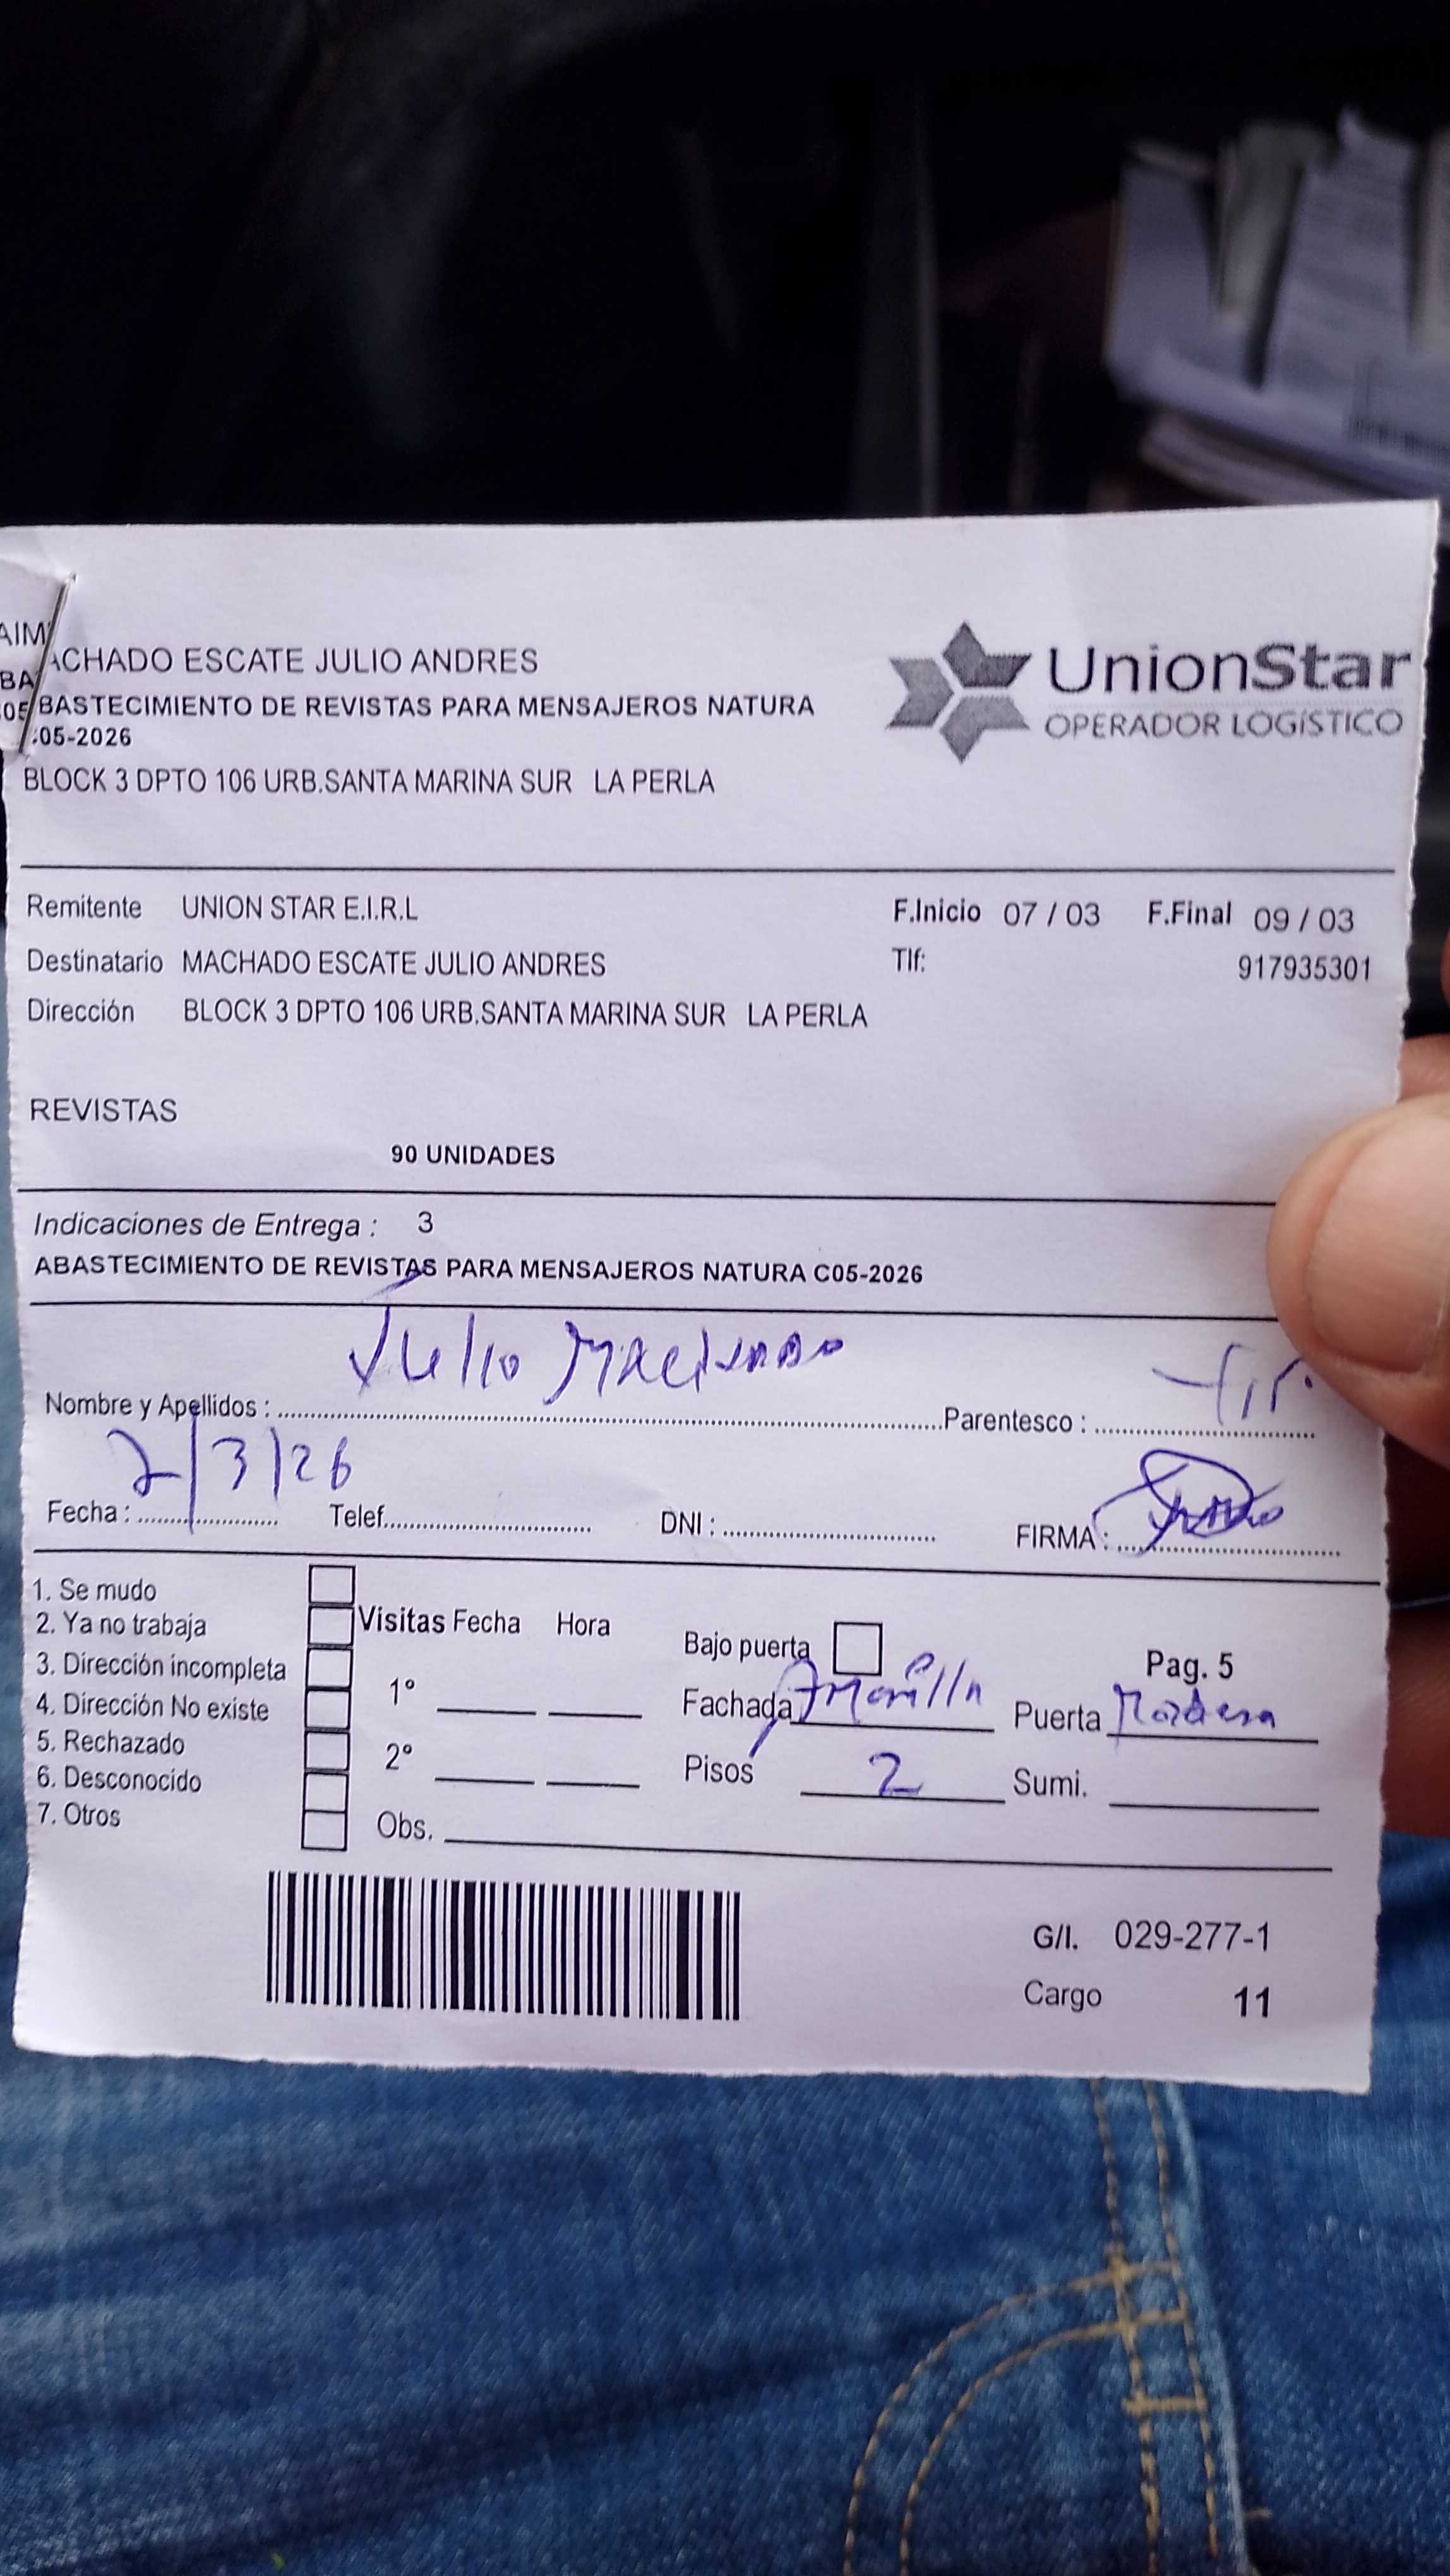 AIM
ACHADO ESCATE JULIO ANDRES
BA
BASTECIMIENTO DE REVISTAS PARA MENSAJEROS NATURA
05
:05-2026
BLOCK 3 DPTO 106 URB.SANTA MARINA SUR LA PERLA
UnionStar
OPERADOR LOGÍSTICO
Remitente UNION STAR E.I.R.L
F.Inicio 07 / 03 F.Final 09 / 03
Destinatario MACHADO ESCATE JULIO ANDRES
Tlf: 917935301
Dirección BLOCK 3 DPTO 106 URB.SANTA MARINA SUR LA PERLA
REVISTAS
90 UNIDADES
Indicaciones de Entrega : 3
ABASTECIMIENTO DE REVISTAS PARA MENSAJEROS NATURA C05-2026
Nombre y Apellidos : Julio Machado Parentesco :
Fecha : 2/3/26 Telef. DNI : FIRMA :
1. Se mudo
2. Ya no trabaja
3. Dirección incompleta
4. Dirección No existe
5. Rechazado
6. Desconocido
7. Otros
Visitas Fecha Hora
1°
2°
Obs.
Bajo puerta
Pag. 5
Fachada Amarilla Puerta Madera
Pisos 2 Sumi.
G/I. 029-277-1
Cargo 11